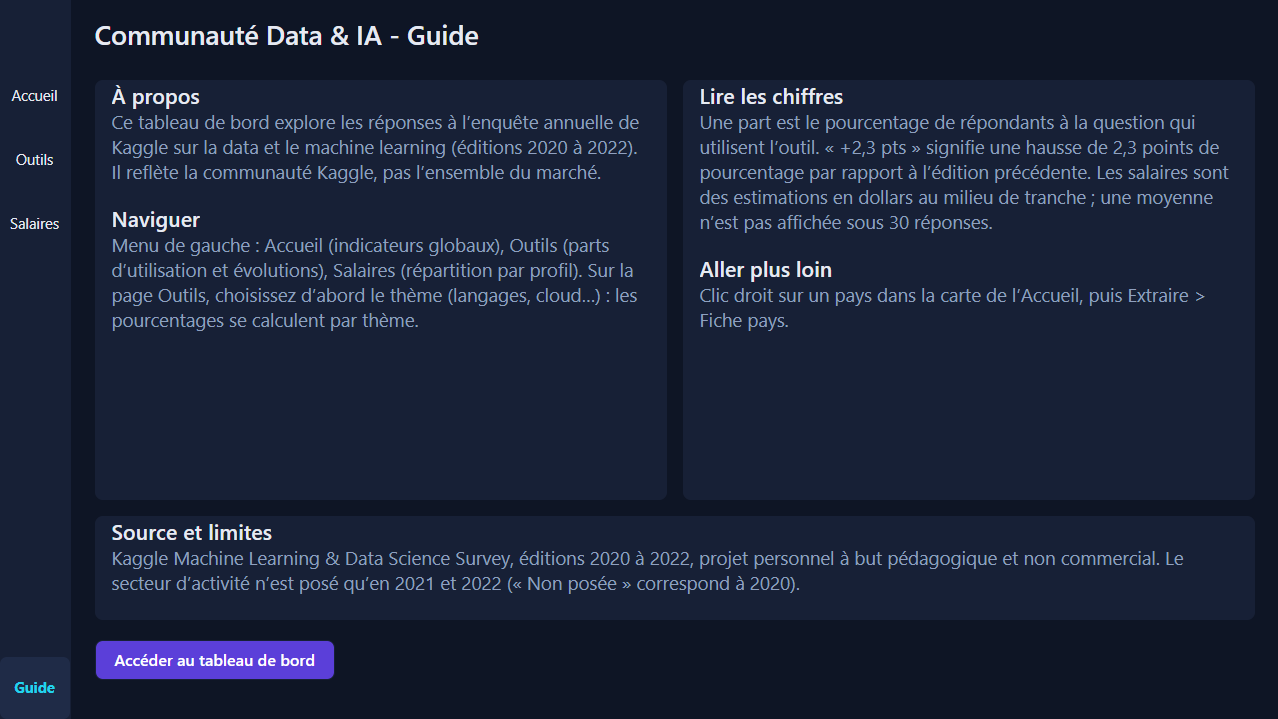 Communauté Data & IA - Guide
Accueil
Outils
Salaires
Guide
À propos
Ce tableau de bord explore les réponses à l’enquête annuelle de
Kaggle sur la data et le machine learning (éditions 2020 à 2022).
Il reflète la communauté Kaggle, pas l’ensemble du marché.
Naviguer
Menu de gauche : Accueil (indicateurs globaux), Outils (parts
d’utilisation et évolutions), Salaires (répartition par profil). Sur la
page Outils, choisissez d’abord le thème (langages, cloud…) : les
pourcentages se calculent par thème.
Lire les chiffres
Une part est le pourcentage de répondants à la question qui
utilisent l’outil. « +2,3 pts » signifie une hausse de 2,3 points de
pourcentage par rapport à l’édition précédente. Les salaires sont
des estimations en dollars au milieu de tranche ; une moyenne
n’est pas affichée sous 30 réponses.
Aller plus loin
Clic droit sur un pays dans la carte de l’Accueil, puis Extraire >
Fiche pays.
Source et limites
Kaggle Machine Learning & Data Science Survey, éditions 2020 à 2022, projet personnel à but pédagogique et non commercial. Le
secteur d’activité n’est posé qu’en 2021 et 2022 (« Non posée » correspond à 2020).
Accéder au tableau de bord